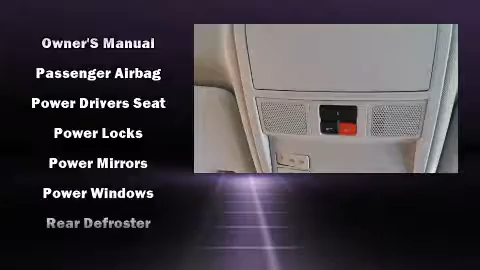 Owner'S Manual
Passenger Airbag
Power Drivers Seat
Power Locks
Power Mirrors
Power Windows
Rear Defroster